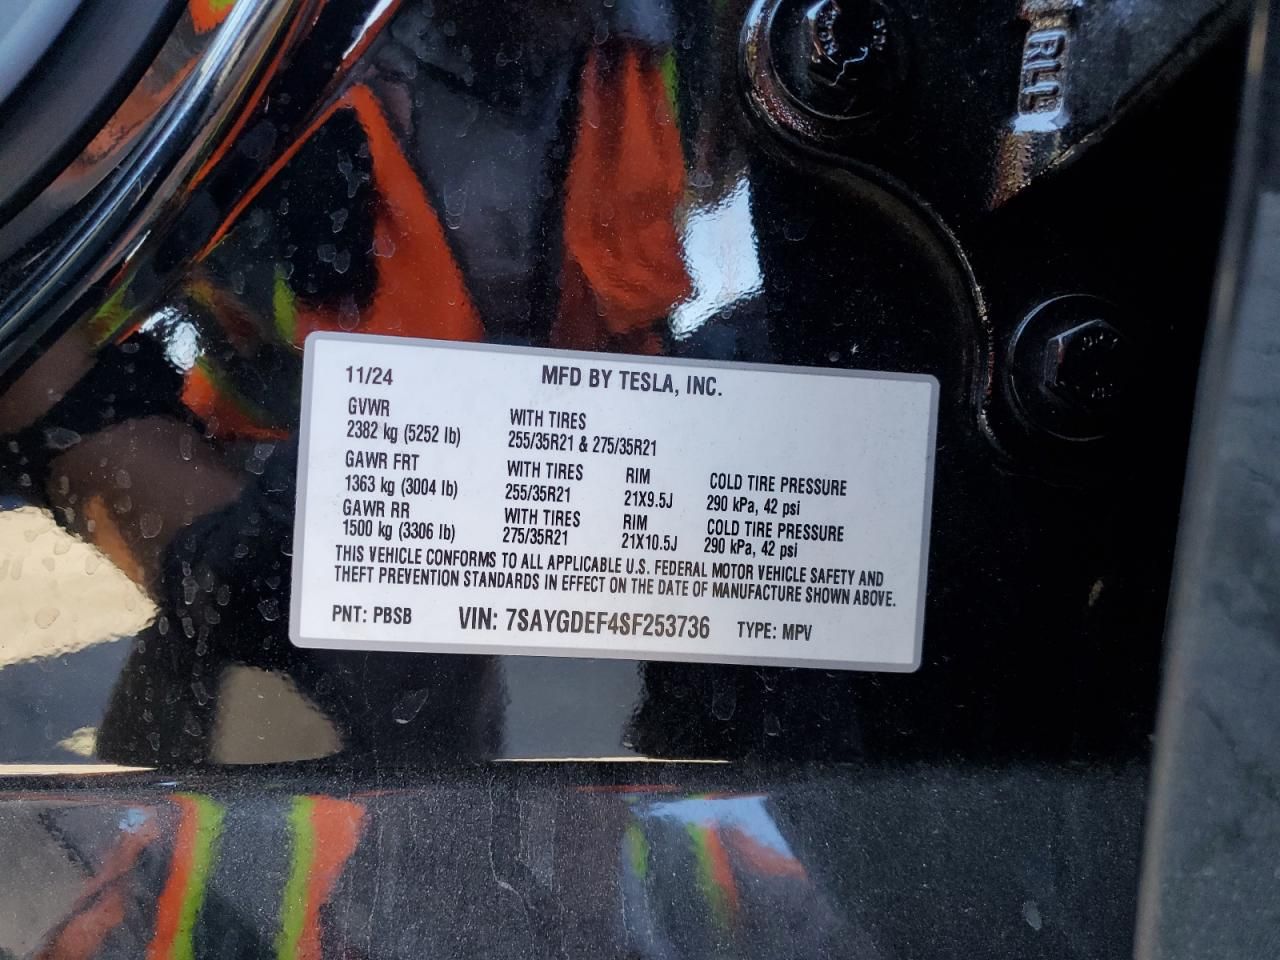 RLL
11/24 MFD BY TESLA, INC.
GVWR WITH TIRES
2382 kg (5252 lb) 255/35R21 & 275/35R21
GAWR FRT WITH TIRES RIM COLD TIRE PRESSURE
1363 kg (3004 lb) 255/35R21 21X9.5J 290 kPa, 42 psi
GAWR RR WITH TIRES RIM COLD TIRE PRESSURE
1500 kg (3306 lb) 275/35R21 21X10.5J 290 kPa, 42 psi
THIS VEHICLE CONFORMS TO ALL APPLICABLE U.S. FEDERAL MOTOR VEHICLE SAFETY AND
THEFT PREVENTION STANDARDS IN EFFECT ON THE DATE OF MANUFACTURE SHOWN ABOVE.
PNT: PBSB VIN: 7SAYGDEF4SF253736 TYPE: MPV